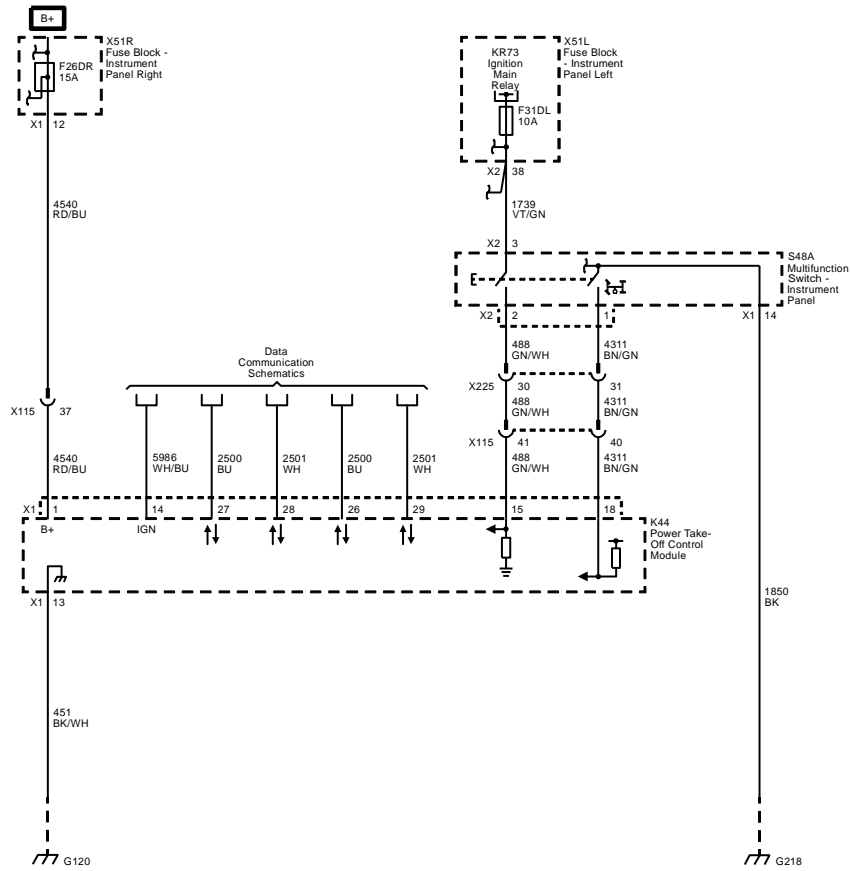 B+
X51R
Fuse Block -
Instrument
Panel Right
F26DR
15A
X1 12
KR73
Ignition
Main
Relay
X51L
Fuse Block
- Instrument
Panel Left
F31DL
10A
X2 38
4540
RD/BU
1739
VT/GN
X2 3
S48A
Multifunction
Switch -
Instrument
Panel
X2 2 1 X1 14
488
GN/WH
4311
BN/GN
Data
Communication
Schematics
X225 30 31
X115 37
488
GN/WH
4311
BN/GN
X115 41 40
4540
RD/BU
5986
WH/BU
2500
BU
2501
WH
2500
BU
2501
WH
488
GN/WH
4311
BN/GN
X1 1 14 27 28 26 29 15 18
B+ IGN
K44
Power Take-
Off Control
Module
X1 13
1850
BK
451
BK/WH
G120
G218